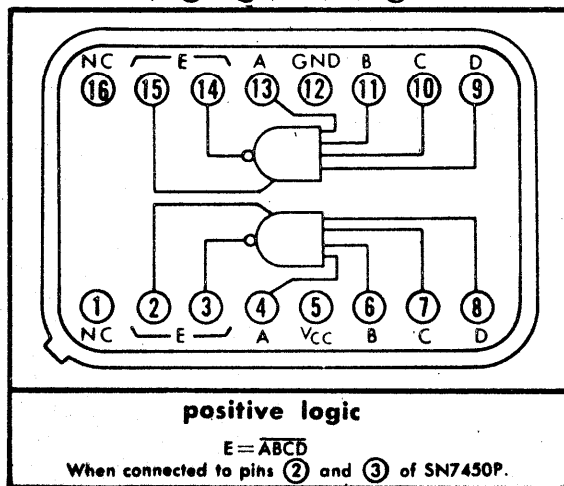 NC E A GND B C D
16 15 14 13 12 11 10 9
1 2 3 4 5 6 7 8
NC E A VCC B C D
positive logic
E = A̅B̅C̅D̅
When connected to pins 2 and 3 of SN7450P.